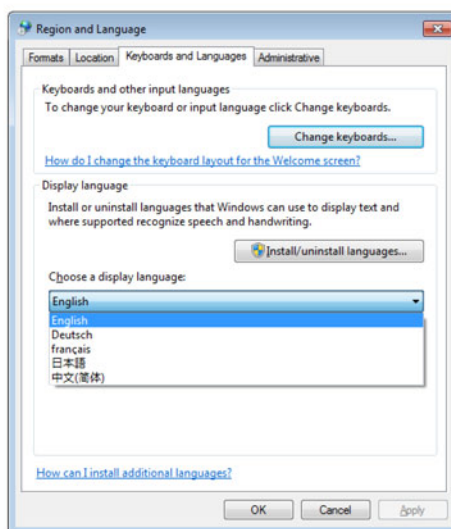 Region and Language
Formats Location Keyboards and Languages Administrative
Keyboards and other input languages
To change your keyboard or input language click Change keyboards.
Change keyboards...
How do I change the keyboard layout for the Welcome screen?
Display language
Install or uninstall languages that Windows can use to display text and
where supported recognize speech and handwriting.
Install/uninstall languages...
Choose a display language:
English
English
Deutsch
français
日本語
中文(简体)
How can I install additional languages?
OK Cancel Apply